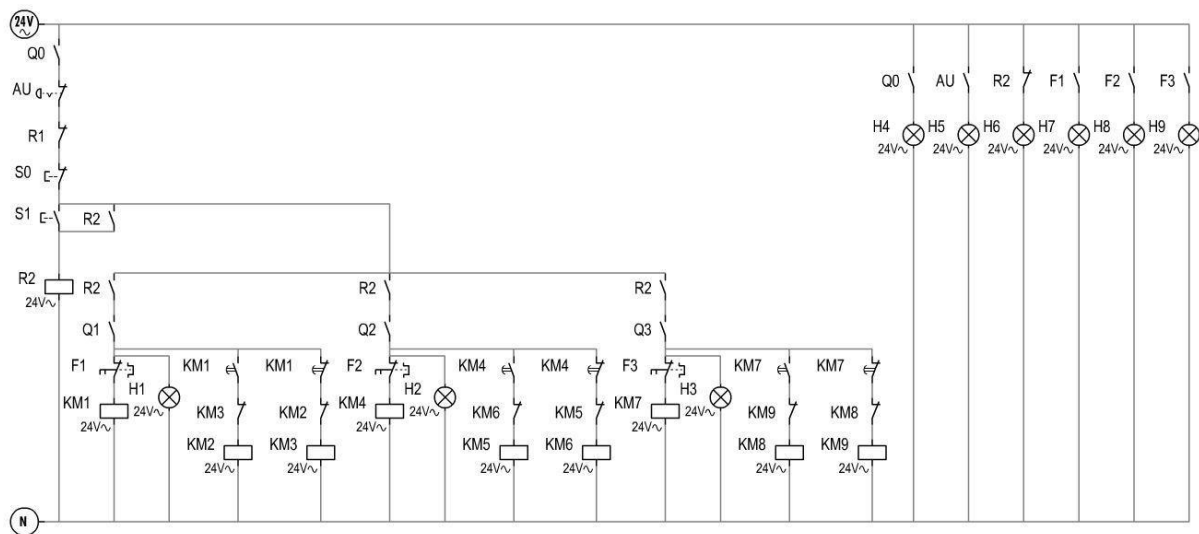 24V
Q0
AU
R1
S0
S1 R2
R2
24V~
R2 R2 R2
Q1 Q2 Q3
F1 KM1 KM1 F2 KM4 KM4 F3 KM7 KM7
H1 H2 H3
KM1 24V~ KM3 KM2 KM4 24V~ KM6 KM5 KM7 24V~ KM9 KM8
24V~ 24V~ 24V~
KM2 KM3 KM5 KM6 KM8 KM9
24V~ 24V~ 24V~ 24V~ 24V~ 24V~
Q0 AU R2 F1 F2 F3
H4 H5 H6 H7 H8 H9
24V~ 24V~ 24V~ 24V~ 24V~ 24V~
N